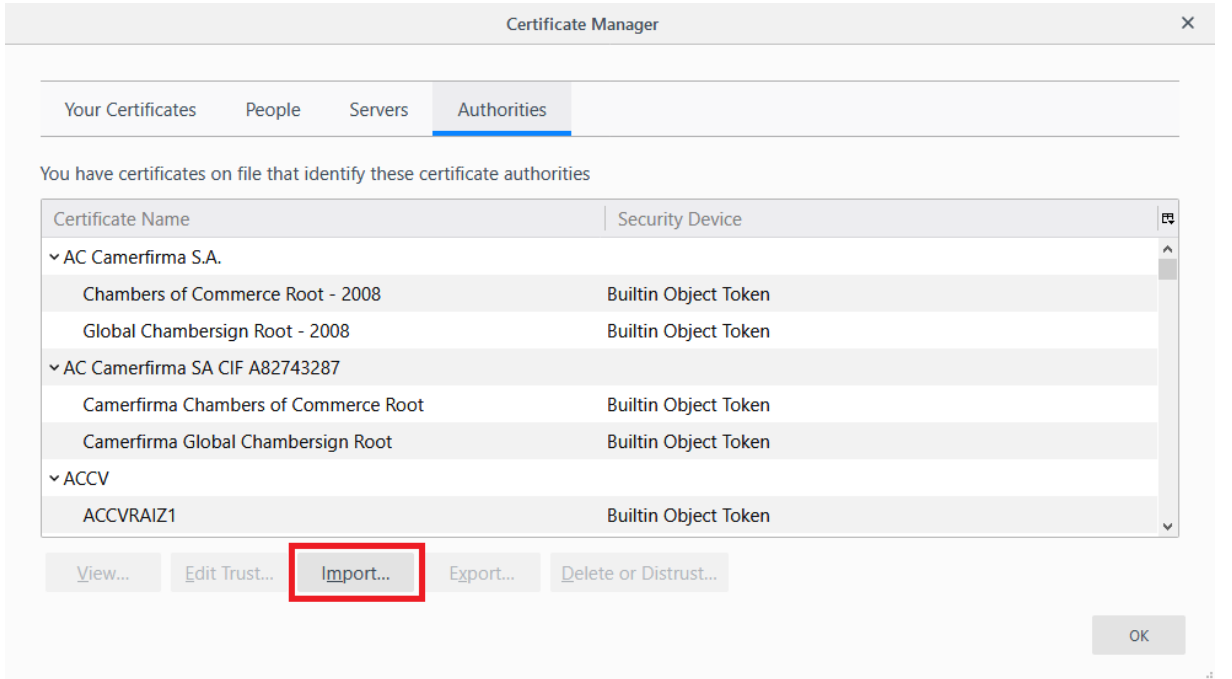 Certificate Manager
Your Certificates People Servers Authorities
You have certificates on file that identify these certificate authorities
Certificate Name Security Device
AC Camerfirma S.A.
Chambers of Commerce Root - 2008 Builtin Object Token
Global Chambersign Root - 2008 Builtin Object Token
AC Camerfirma SA CIF A82743287
Camerfirma Chambers of Commerce Root Builtin Object Token
Camerfirma Global Chambersign Root Builtin Object Token
ACCV
ACCVRAIZ1 Builtin Object Token
View... Edit Trust... Import... Export... Delete or Distrust...
OK